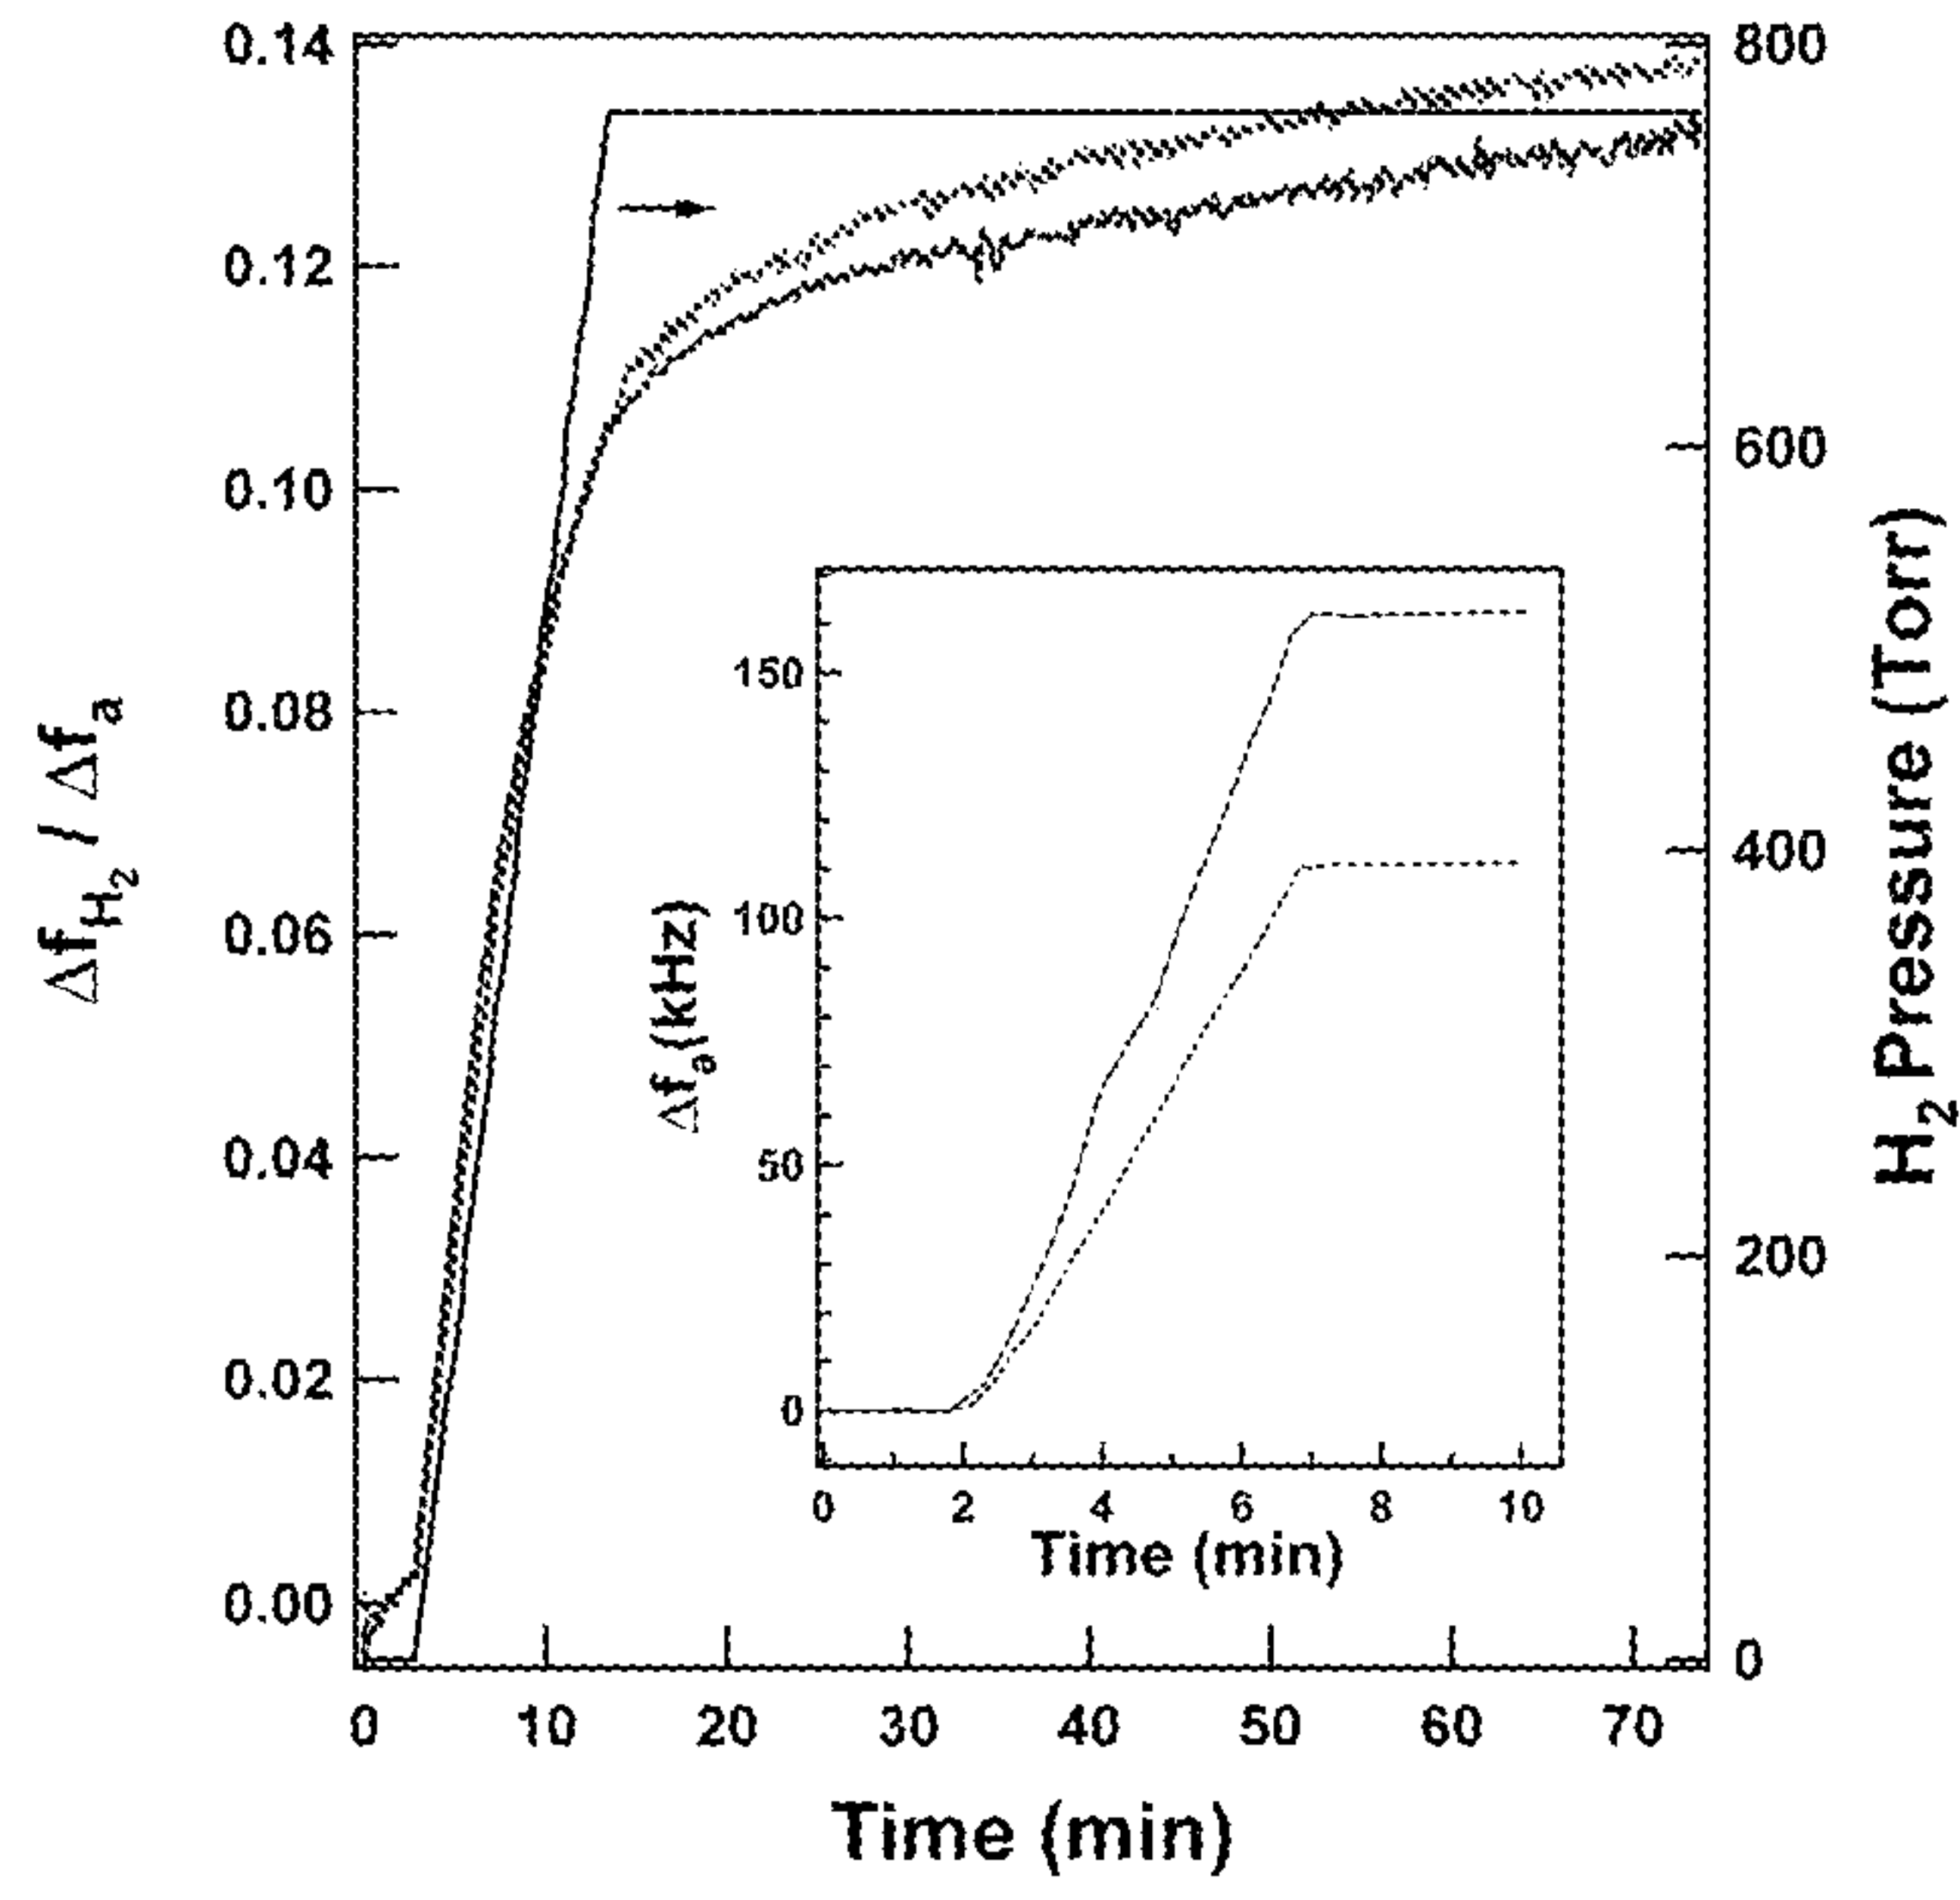 0.14
0.12
0.10
0.08
0.06
0.04
0.02
0.00
Δf_H₂ / Δf_a
800
600
400
200
0
H₂ Pressure (Torr)
150
100
50
0
Δf_a(kHz)
0 2 4 6 8 10
Time (min)
0 10 20 30 40 50 60 70
Time (min)